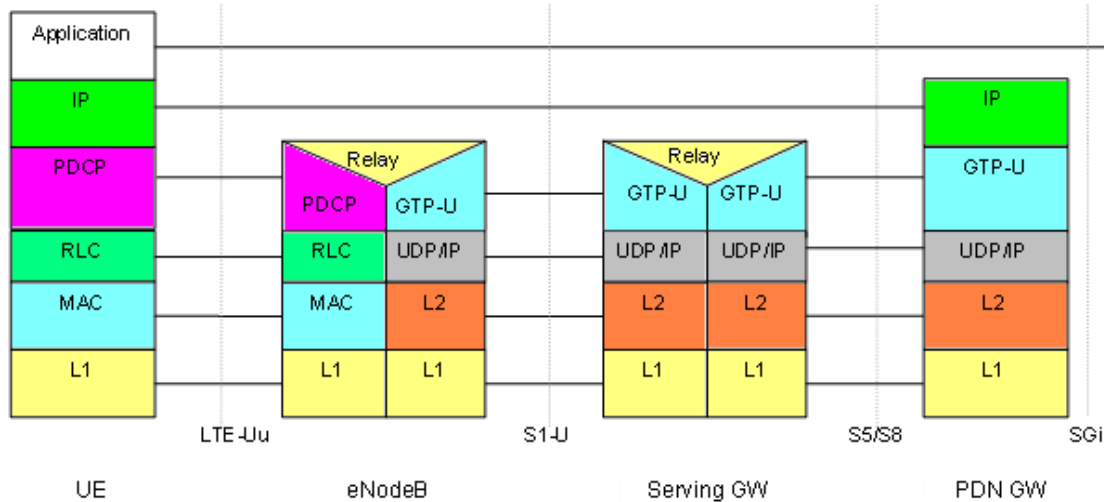 Application
IP
IP
PDCP
Relay
Relay
GTP-U
PDCP
GTP-U
GTP-U
GTP-U
RLC
RLC
UDP/IP
UDP/IP
UDP/IP
UDP/IP
MAC
MAC
L2
L2
L2
L2
L1
L1
L1
L1
L1
L1
LTE-Uu
S1-U
S5/S8
SGi
UE
eNodeB
Serving GW
PDN GW